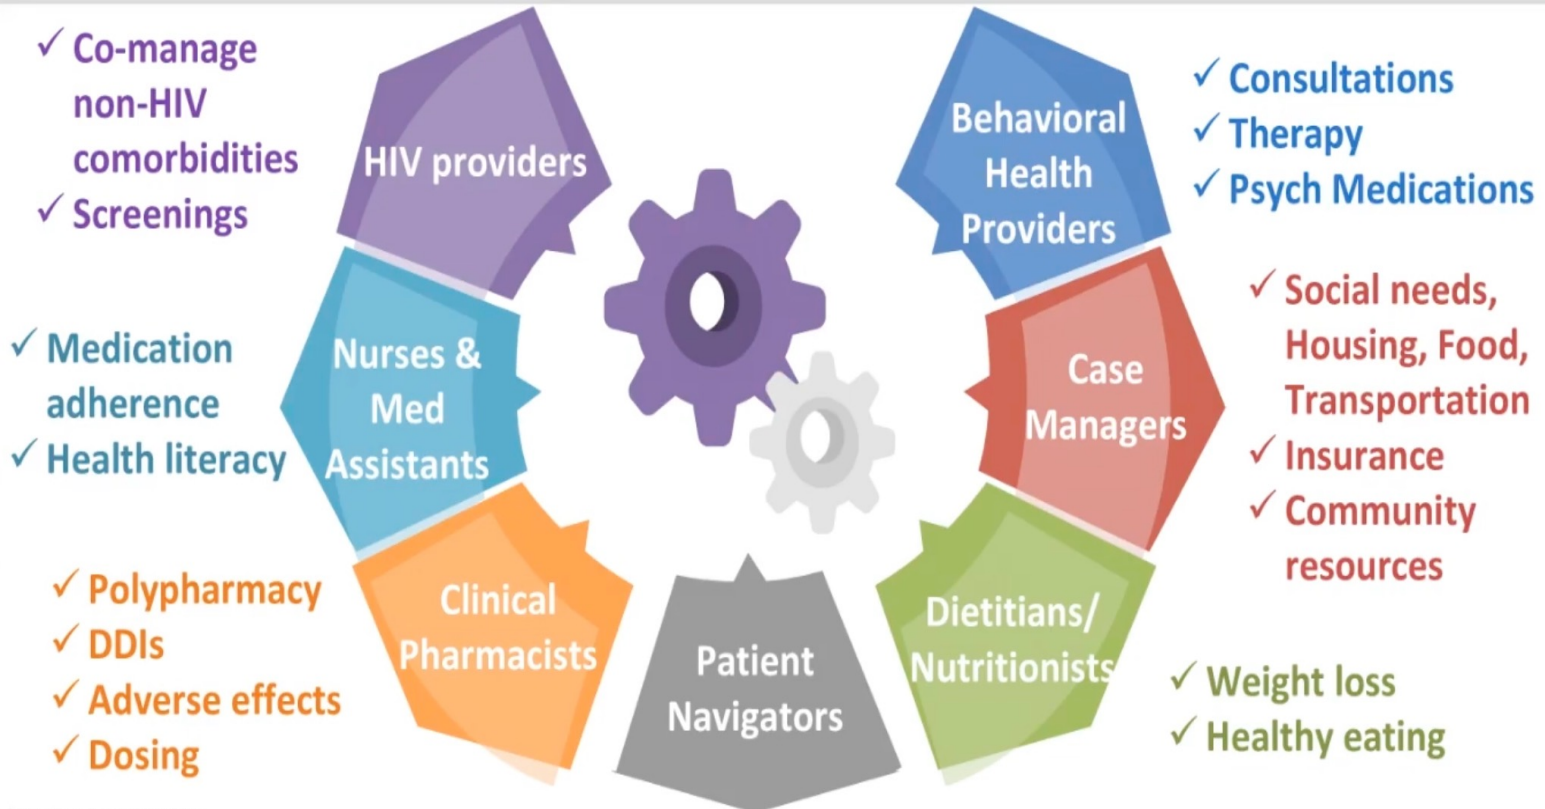 ✓ Co-manage
non-HIV
comorbidities
✓ Screenings
HIV providers
Behavioral
Health
Providers
✓ Consultations
✓ Therapy
✓ Psych Medications
✓ Medication
adherence
✓ Health literacy
Nurses &
Med
Assistants
Case
Managers
✓ Social needs,
Housing, Food,
Transportation
✓ Insurance
✓ Community
resources
✓ Polypharmacy
✓ DDIs
✓ Adverse effects
✓ Dosing
Clinical
Pharmacists
Patient
Navigators
Dietitians/
Nutritionists
✓ Weight loss
✓ Healthy eating